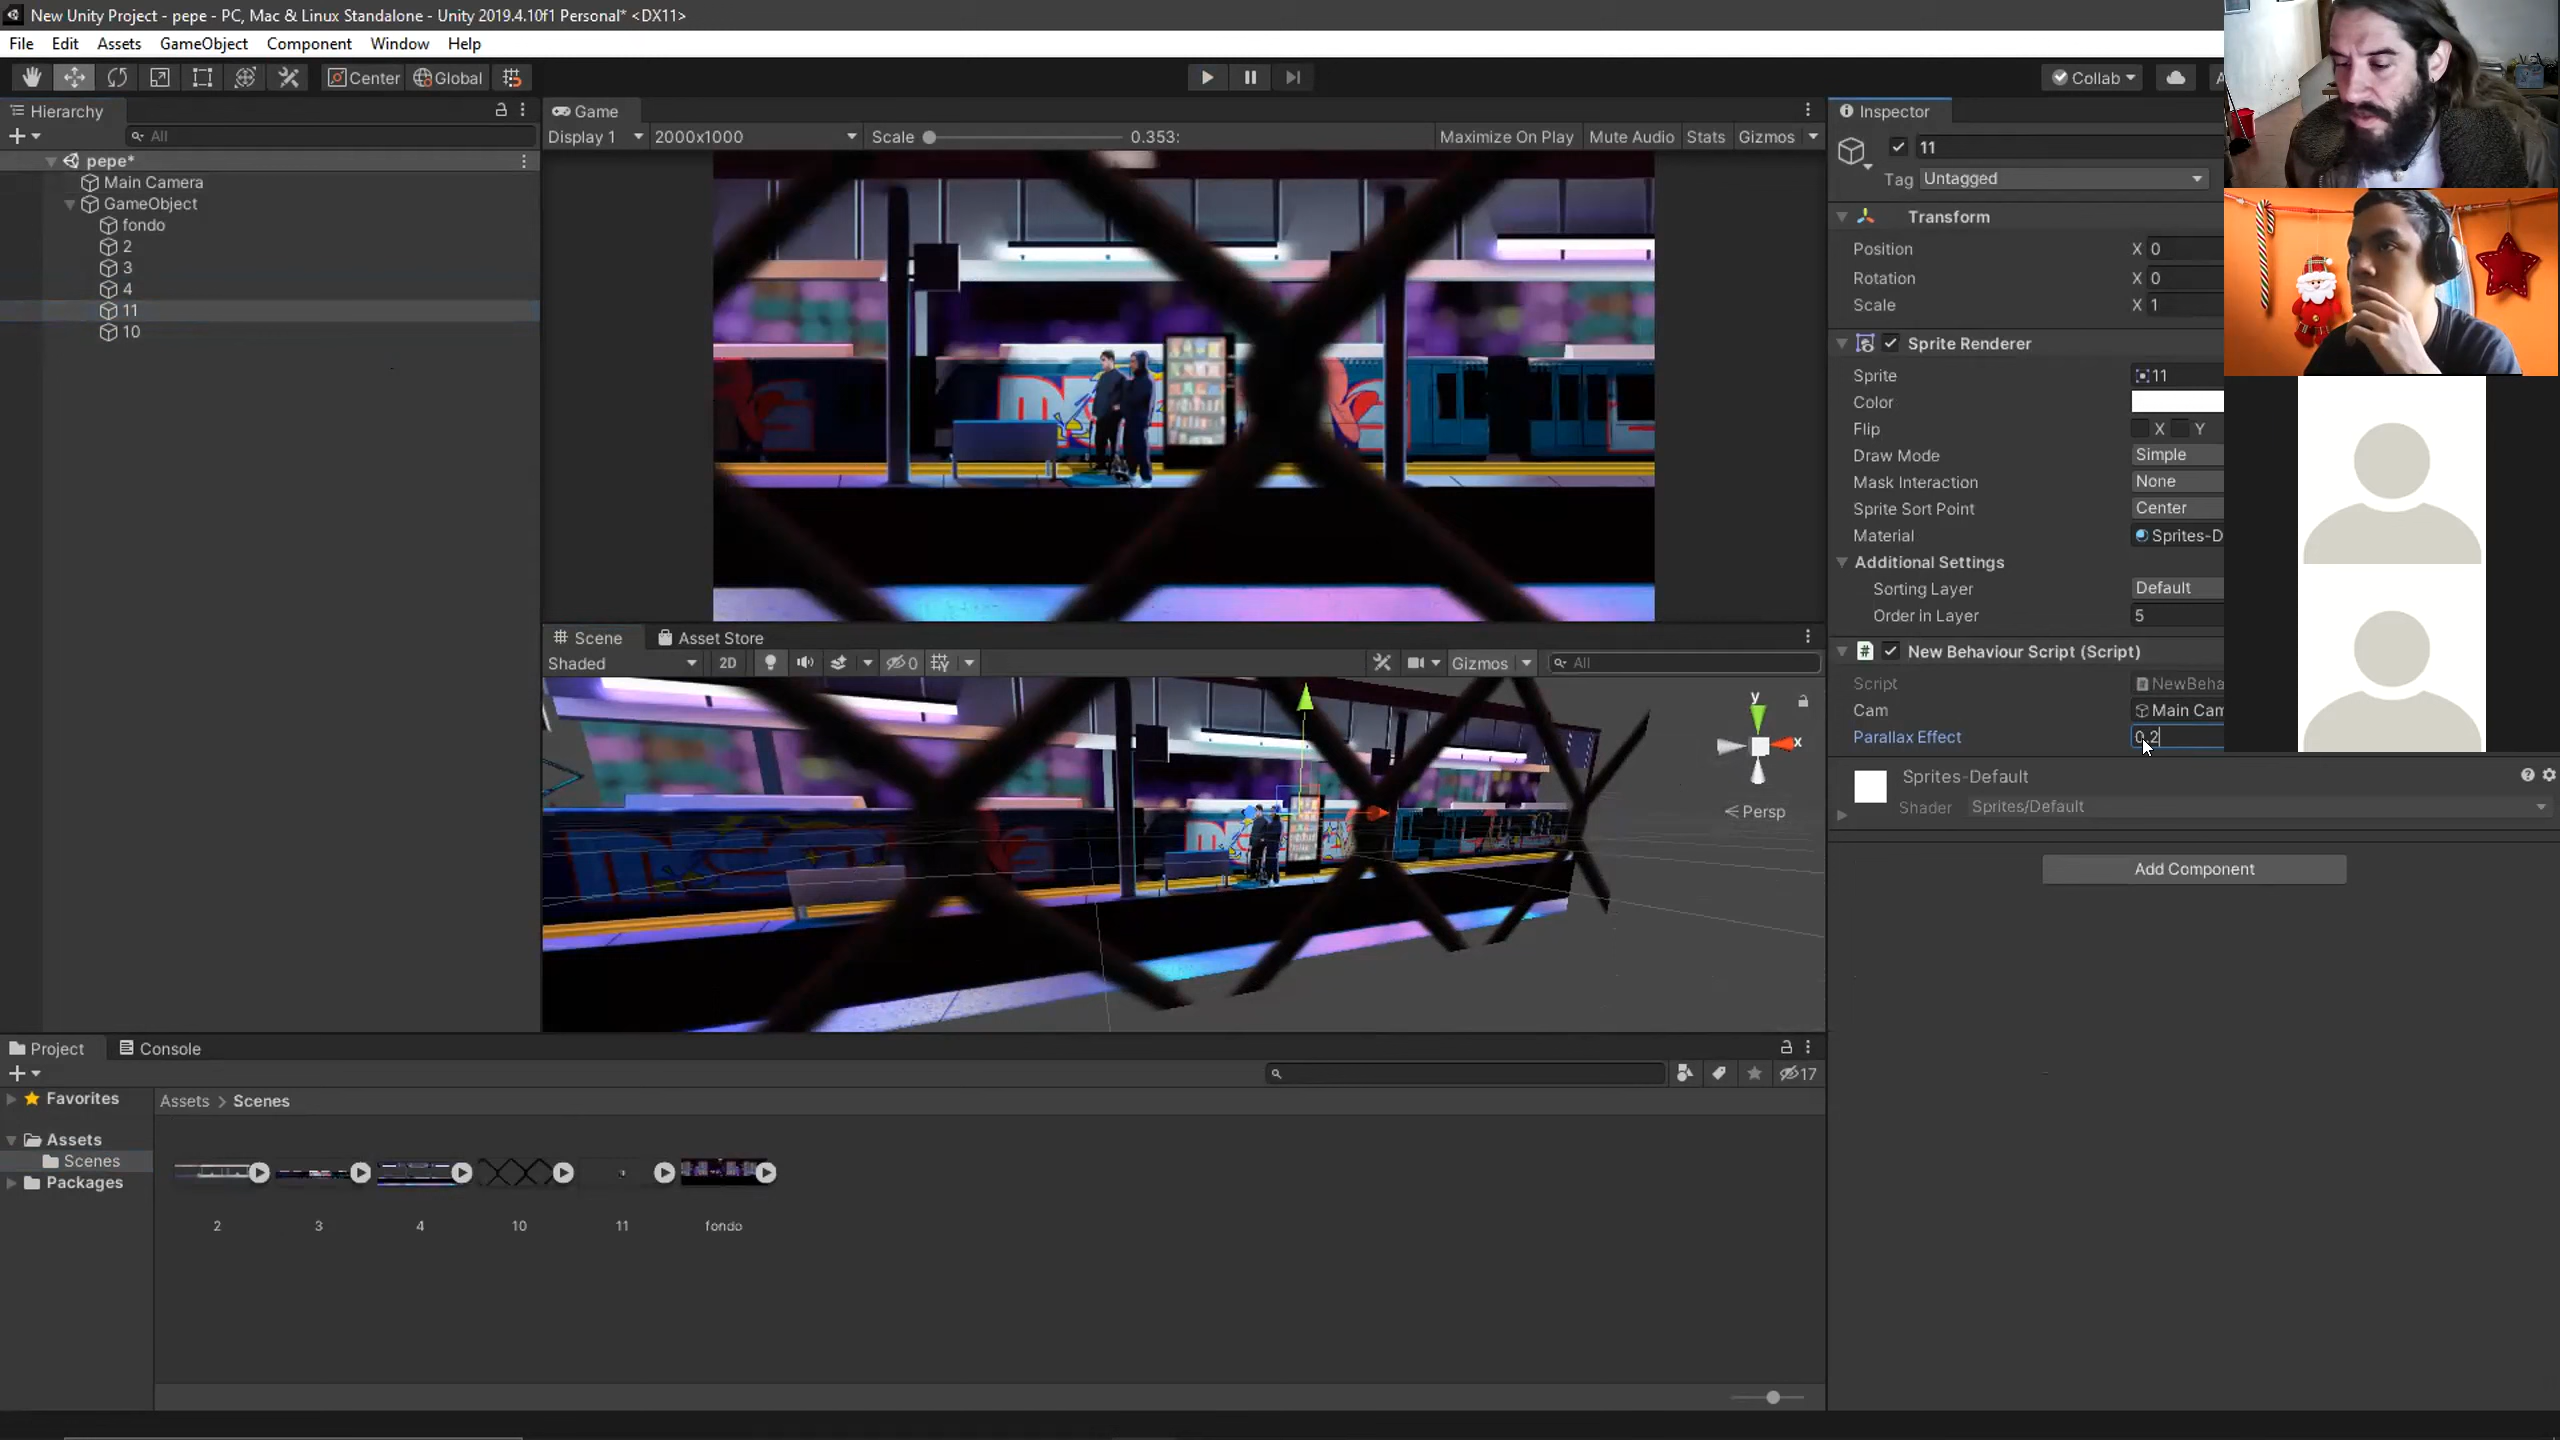 New Unity Project - pepe - PC, Mac & Linux Standalone - Unity 2019.4.10f1 Personal* <DX11>
File Edit Assets GameObject Component Window Help
Center Global Collab
Hierarchy
All
pepe*
Main Camera
GameObject
fondo
2
3
4
11
10
Game
Display 1 2000x1000 Scale 0.353: Maximize On Play Mute Audio Stats Gizmos
Scene Asset Store
Shaded 2D 0 Gizmos All
y
x
Persp
Inspector
11
Tag Untagged
Transform
Position X 0
Rotation X 0
Scale X 1
Sprite Renderer
Sprite 11
Color
Flip X Y
Draw Mode Simple
Mask Interaction None
Sprite Sort Point Center
Material Sprites-D
Additional Settings
Sorting Layer Default
Order in Layer 5
New Behaviour Script (Script)
Script NewBeha
Cam Main Cam
Parallax Effect 0.2
Sprites-Default
Shader Sprites/Default
Add Component
Project Console
17
Favorites
Assets
Scenes
Packages
Assets > Scenes
2 3 4 10 11 fondo